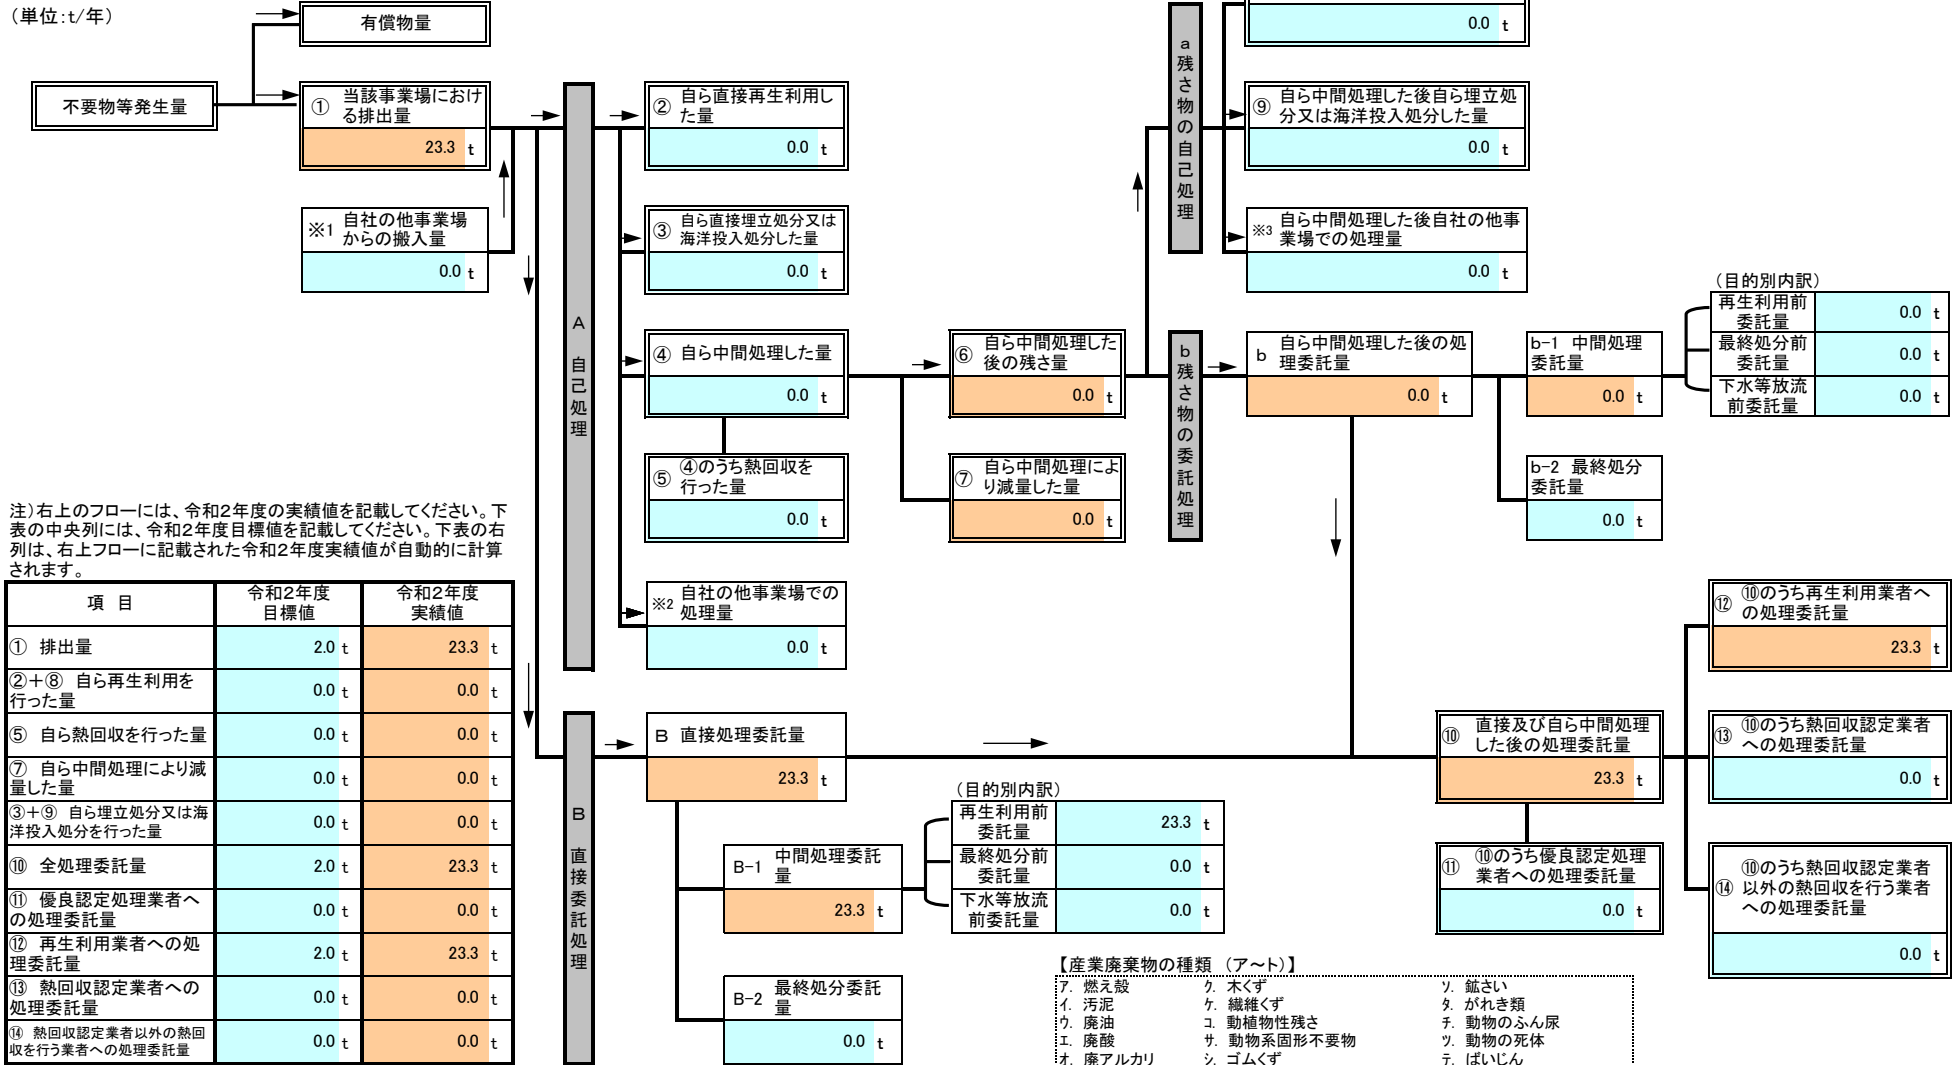 （単位：t/年）
有償物量
不要物等発生量
① 当該事業場におけ
る排出量
23.3 t
※1 自社の他事業場
からの搬入量
0.0 t
A 自己処理
② 自ら直接再生利用し
た量
0.0 t
③ 自ら直接埋立処分又は
海洋投入処分した量
0.0 t
④ 自ら中間処理した量
0.0 t
⑤ ④のうち熱回収を
行った量
0.0 t
※2 自社の他事業場での
処理量
0.0 t
⑥ 自ら中間処理した
後の残さ量
0.0 t
⑦ 自ら中間処理によ
り減量した量
0.0 t
a 残さ物の自己処理
0.0 t
⑨ 自ら中間処理した後自ら埋立処
分又は海洋投入処分した量
0.0 t
※3 自ら中間処理した後自社の他事
業場での処理量
0.0 t
b 残さ物の委託処理
b 自ら中間処理した後の処
理委託量
0.0 t
b-1 中間処理
委託量
0.0 t
b-2 最終処分
委託量
0.0 t
（目的別内訳）
再生利用前
委託量
0.0 t
最終処分前
委託量
0.0 t
下水等放流
前委託量
0.0 t
注）右上のフローには、令和2年度の実績値を記載してください。下
表の中央列には、令和2年度目標値を記載してください。下表の右
列は、右上フローに記載された令和2年度実績値が自動的に計算
されます。
項 目
令和2年度
目標値
令和2年度
実績値
① 排出量 2.0 t 23.3 t
②＋⑧ 自ら再生利用を
行った量 0.0 t 0.0 t
⑤ 自ら熱回収を行った量 0.0 t 0.0 t
⑦ 自ら中間処理により減
量した量 0.0 t 0.0 t
③＋⑨ 自ら埋立処分又は海
洋投入処分を行った量 0.0 t 0.0 t
⑩ 全処理委託量 2.0 t 23.3 t
⑪ 優良認定処理業者へ
の処理委託量 0.0 t 0.0 t
⑫ 再生利用業者への処
理委託量 2.0 t 23.3 t
⑬ 熱回収認定業者への
処理委託量 0.0 t 0.0 t
⑭ 熱回収認定業者以外の熱回
収を行う業者への処理委託量 0.0 t 0.0 t
B 直接委託処理
B 直接処理委託量
23.3 t
B-1 中間処理委託
量
23.3 t
B-2 最終処分委託
量
0.0 t
（目的別内訳）
再生利用前
委託量
23.3 t
最終処分前
委託量
0.0 t
下水等放流
前委託量
0.0 t
⑩ 直接及び自ら中間処理
した後の処理委託量
23.3 t
⑪ ⑩のうち優良認定処理
業者への処理委託量
0.0 t
⑫ ⑩のうち再生利用業者へ
の処理委託量
23.3 t
⑬ ⑩のうち熱回収認定業者
への処理委託量
0.0 t
⑭ ⑩のうち熱回収認定業者
以外の熱回収を行う業者
への処理委託量
0.0 t
【産業廃棄物の種類 （ア～ト）】
ア. 燃え殻 ク. 木くず ソ. 鉱さい
イ. 汚泥 ケ. 繊維くず タ. がれき類
ウ. 廃油 コ. 動植物性残さ チ. 動物のふん尿
エ. 廃酸 サ. 動物系固形不要物 ツ. 動物の死体
オ. 廃アルカリ シ. ゴムくず テ. ばいじん